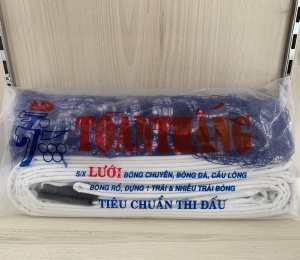 TOÀN THẮNG
S/X LƯỚI BÓNG CHUYỀN, BÓNG ĐÁ, CẦU LÔNG
BÓNG RỔ, ĐỰNG 1 TRÁI & NHIỀU TRÁI BÓNG
TIÊU CHUẨN THI ĐẤU